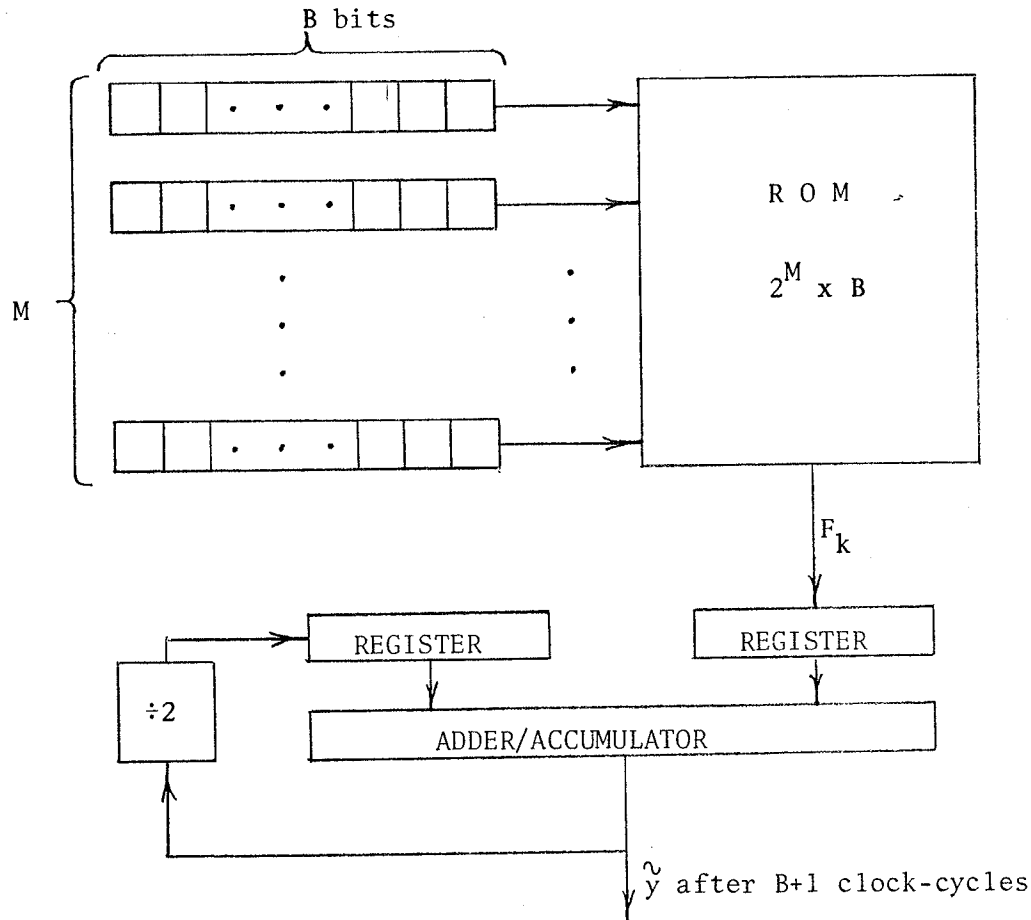 B bits
M
R O M
2^M x B
F_k
REGISTER
REGISTER
÷2
ADDER/ACCUMULATOR
ỹ after B+1 clock-cycles